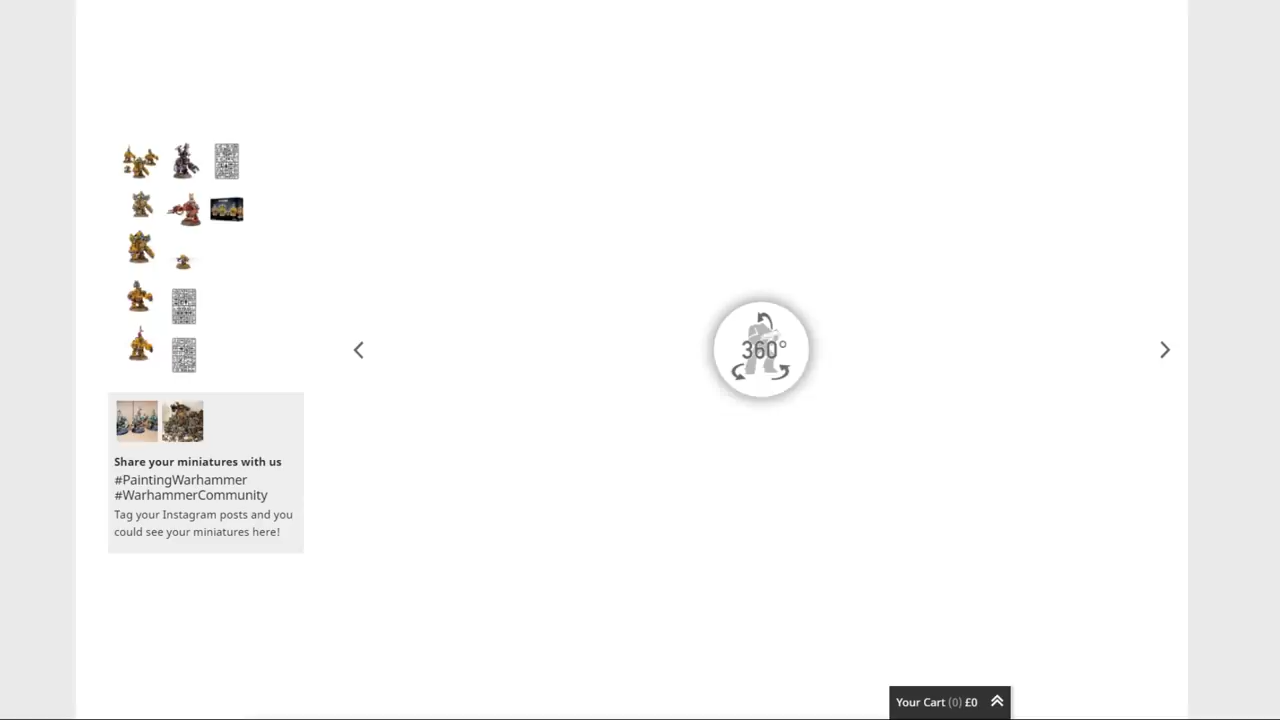 360°
Share your miniatures with us
#PaintingWarhammer
#WarhammerCommunity
Tag your Instagram posts and you
could see your miniatures here!
Your Cart (0) £0